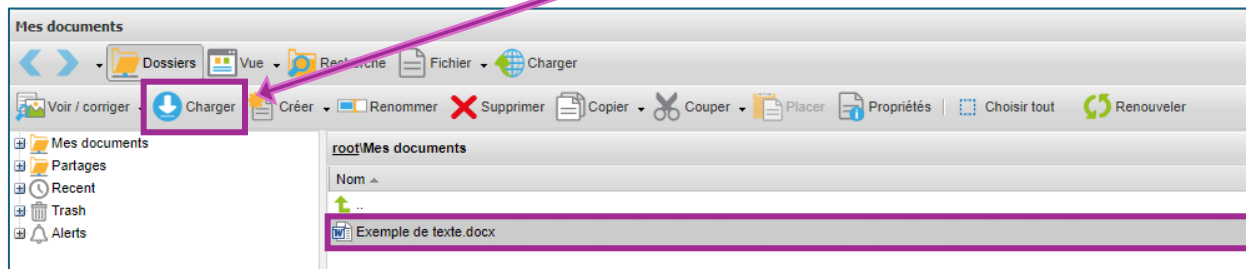 Mes documents
Dossiers Vue Recherche Fichier Charger
Voir / corriger Charger Créer Renommer Supprimer Copier Couper Placer Propriétés Choisir tout Renouveler
Mes documents
Partages
Recent
Trash
Alerts
root\Mes documents
Nom
..
Exemple de texte.docx